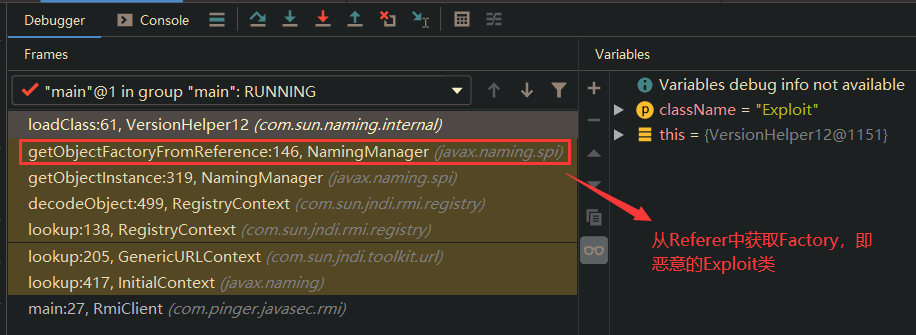 Debugger
Console
Frames
Variables
"main"@1 in group "main": RUNNING
Variables debug info not available
className = "Exploit"
this = {VersionHelper12@1151}
loadClass:61, VersionHelper12 (com.sun.naming.internal)
getObjectFactoryFromReference:146, NamingManager (javax.naming.spi)
getObjectInstance:319, NamingManager (javax.naming.spi)
decodeObject:499, RegistryContext (com.sun.jndi.rmi.registry)
lookup:138, RegistryContext (com.sun.jndi.rmi.registry)
lookup:205, GenericURLContext (com.sun.jndi.toolkit.url)
lookup:417, InitialContext (javax.naming)
main:27, RmiClient (com.pinger.javasec.rmi)
从Referer中获取Factory，即
恶意的Exploit类